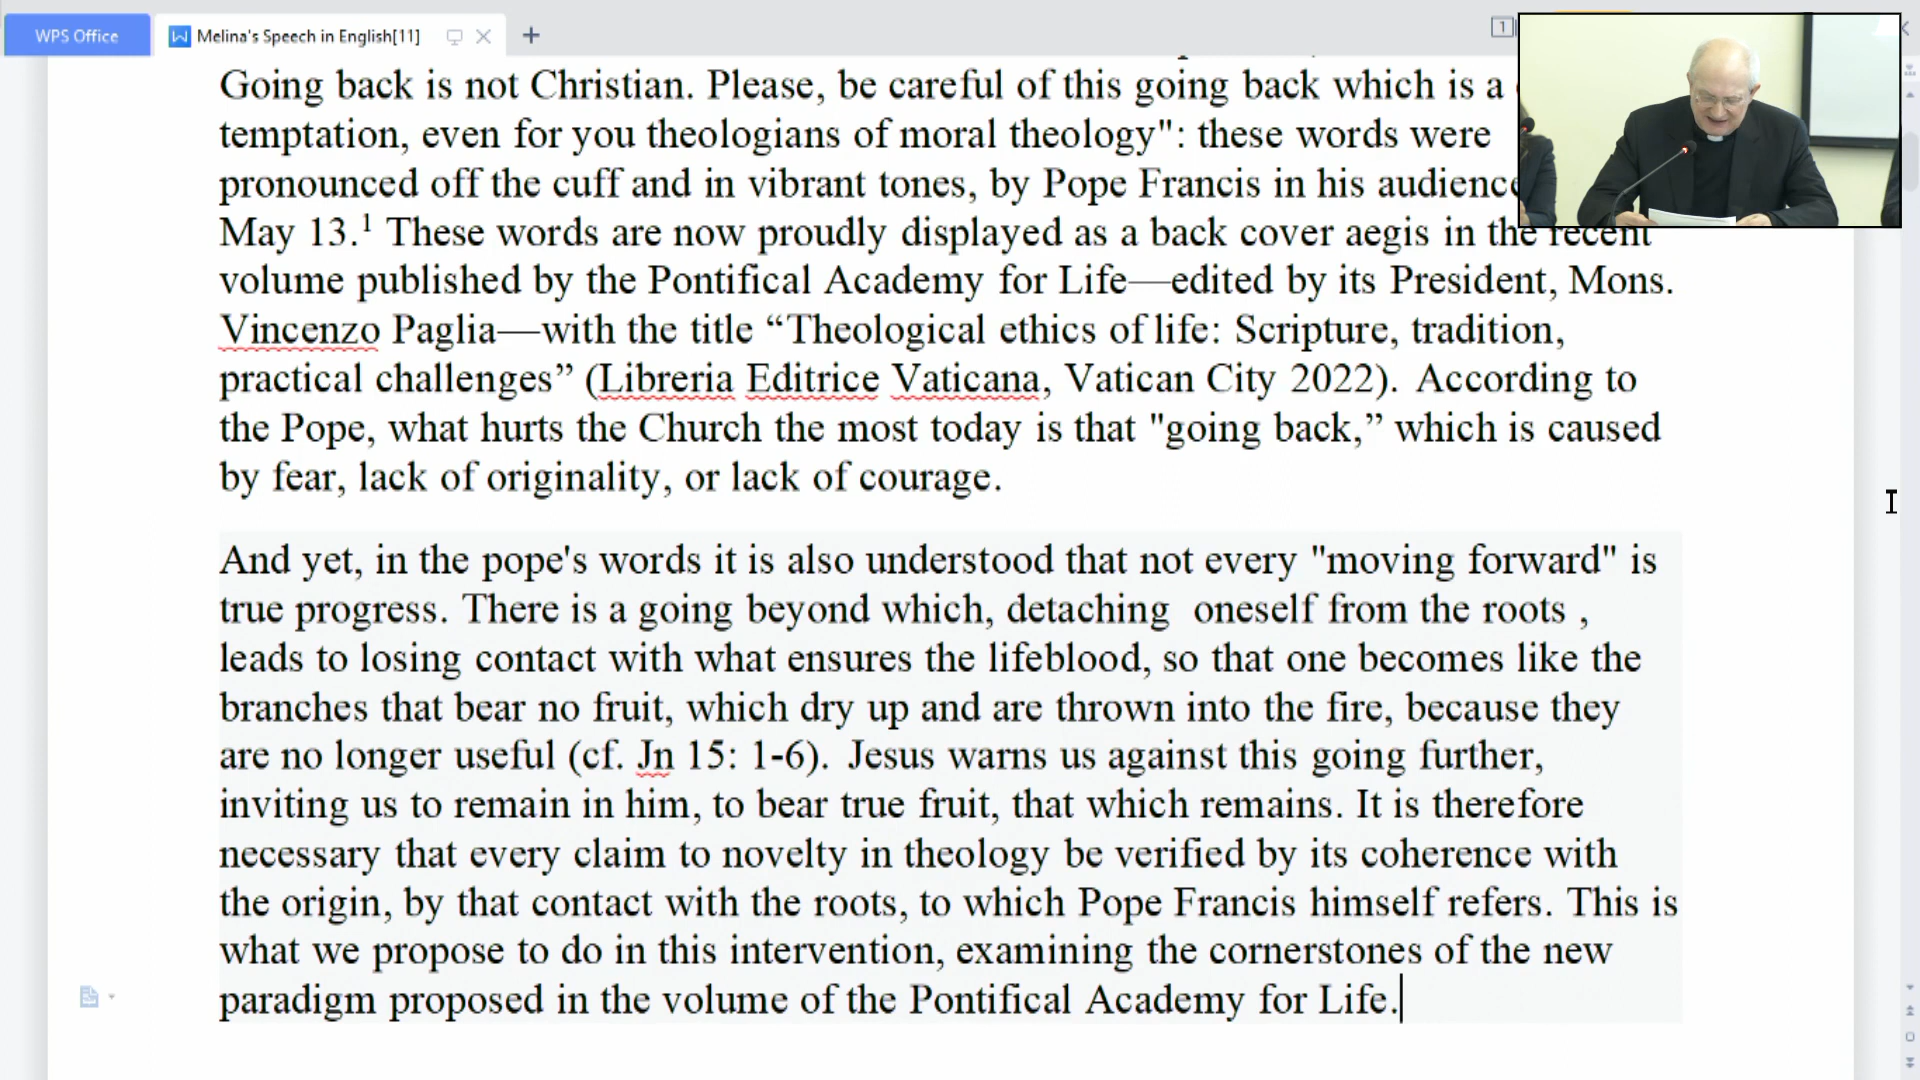 WPS Office
Melina's Speech in English[11]
1
Going back is not Christian. Please, be careful of this going back which is a
temptation, even for you theologians of moral theology": these words were
pronounced off the cuff and in vibrant tones, by Pope Francis in his audience
May 13.¹ These words are now proudly displayed as a back cover aegis in the recent
volume published by the Pontifical Academy for Life—edited by its President, Mons.
Vincenzo Paglia—with the title “Theological ethics of life: Scripture, tradition,
practical challenges” (Libreria Editrice Vaticana, Vatican City 2022). According to
the Pope, what hurts the Church the most today is that "going back,” which is caused
by fear, lack of originality, or lack of courage.
And yet, in the pope's words it is also understood that not every "moving forward" is
true progress. There is a going beyond which, detaching oneself from the roots ,
leads to losing contact with what ensures the lifeblood, so that one becomes like the
branches that bear no fruit, which dry up and are thrown into the fire, because they
are no longer useful (cf. Jn 15: 1-6). Jesus warns us against this going further,
inviting us to remain in him, to bear true fruit, that which remains. It is therefore
necessary that every claim to novelty in theology be verified by its coherence with
the origin, by that contact with the roots, to which Pope Francis himself refers. This is
what we propose to do in this intervention, examining the cornerstones of the new
paradigm proposed in the volume of the Pontifical Academy for Life.